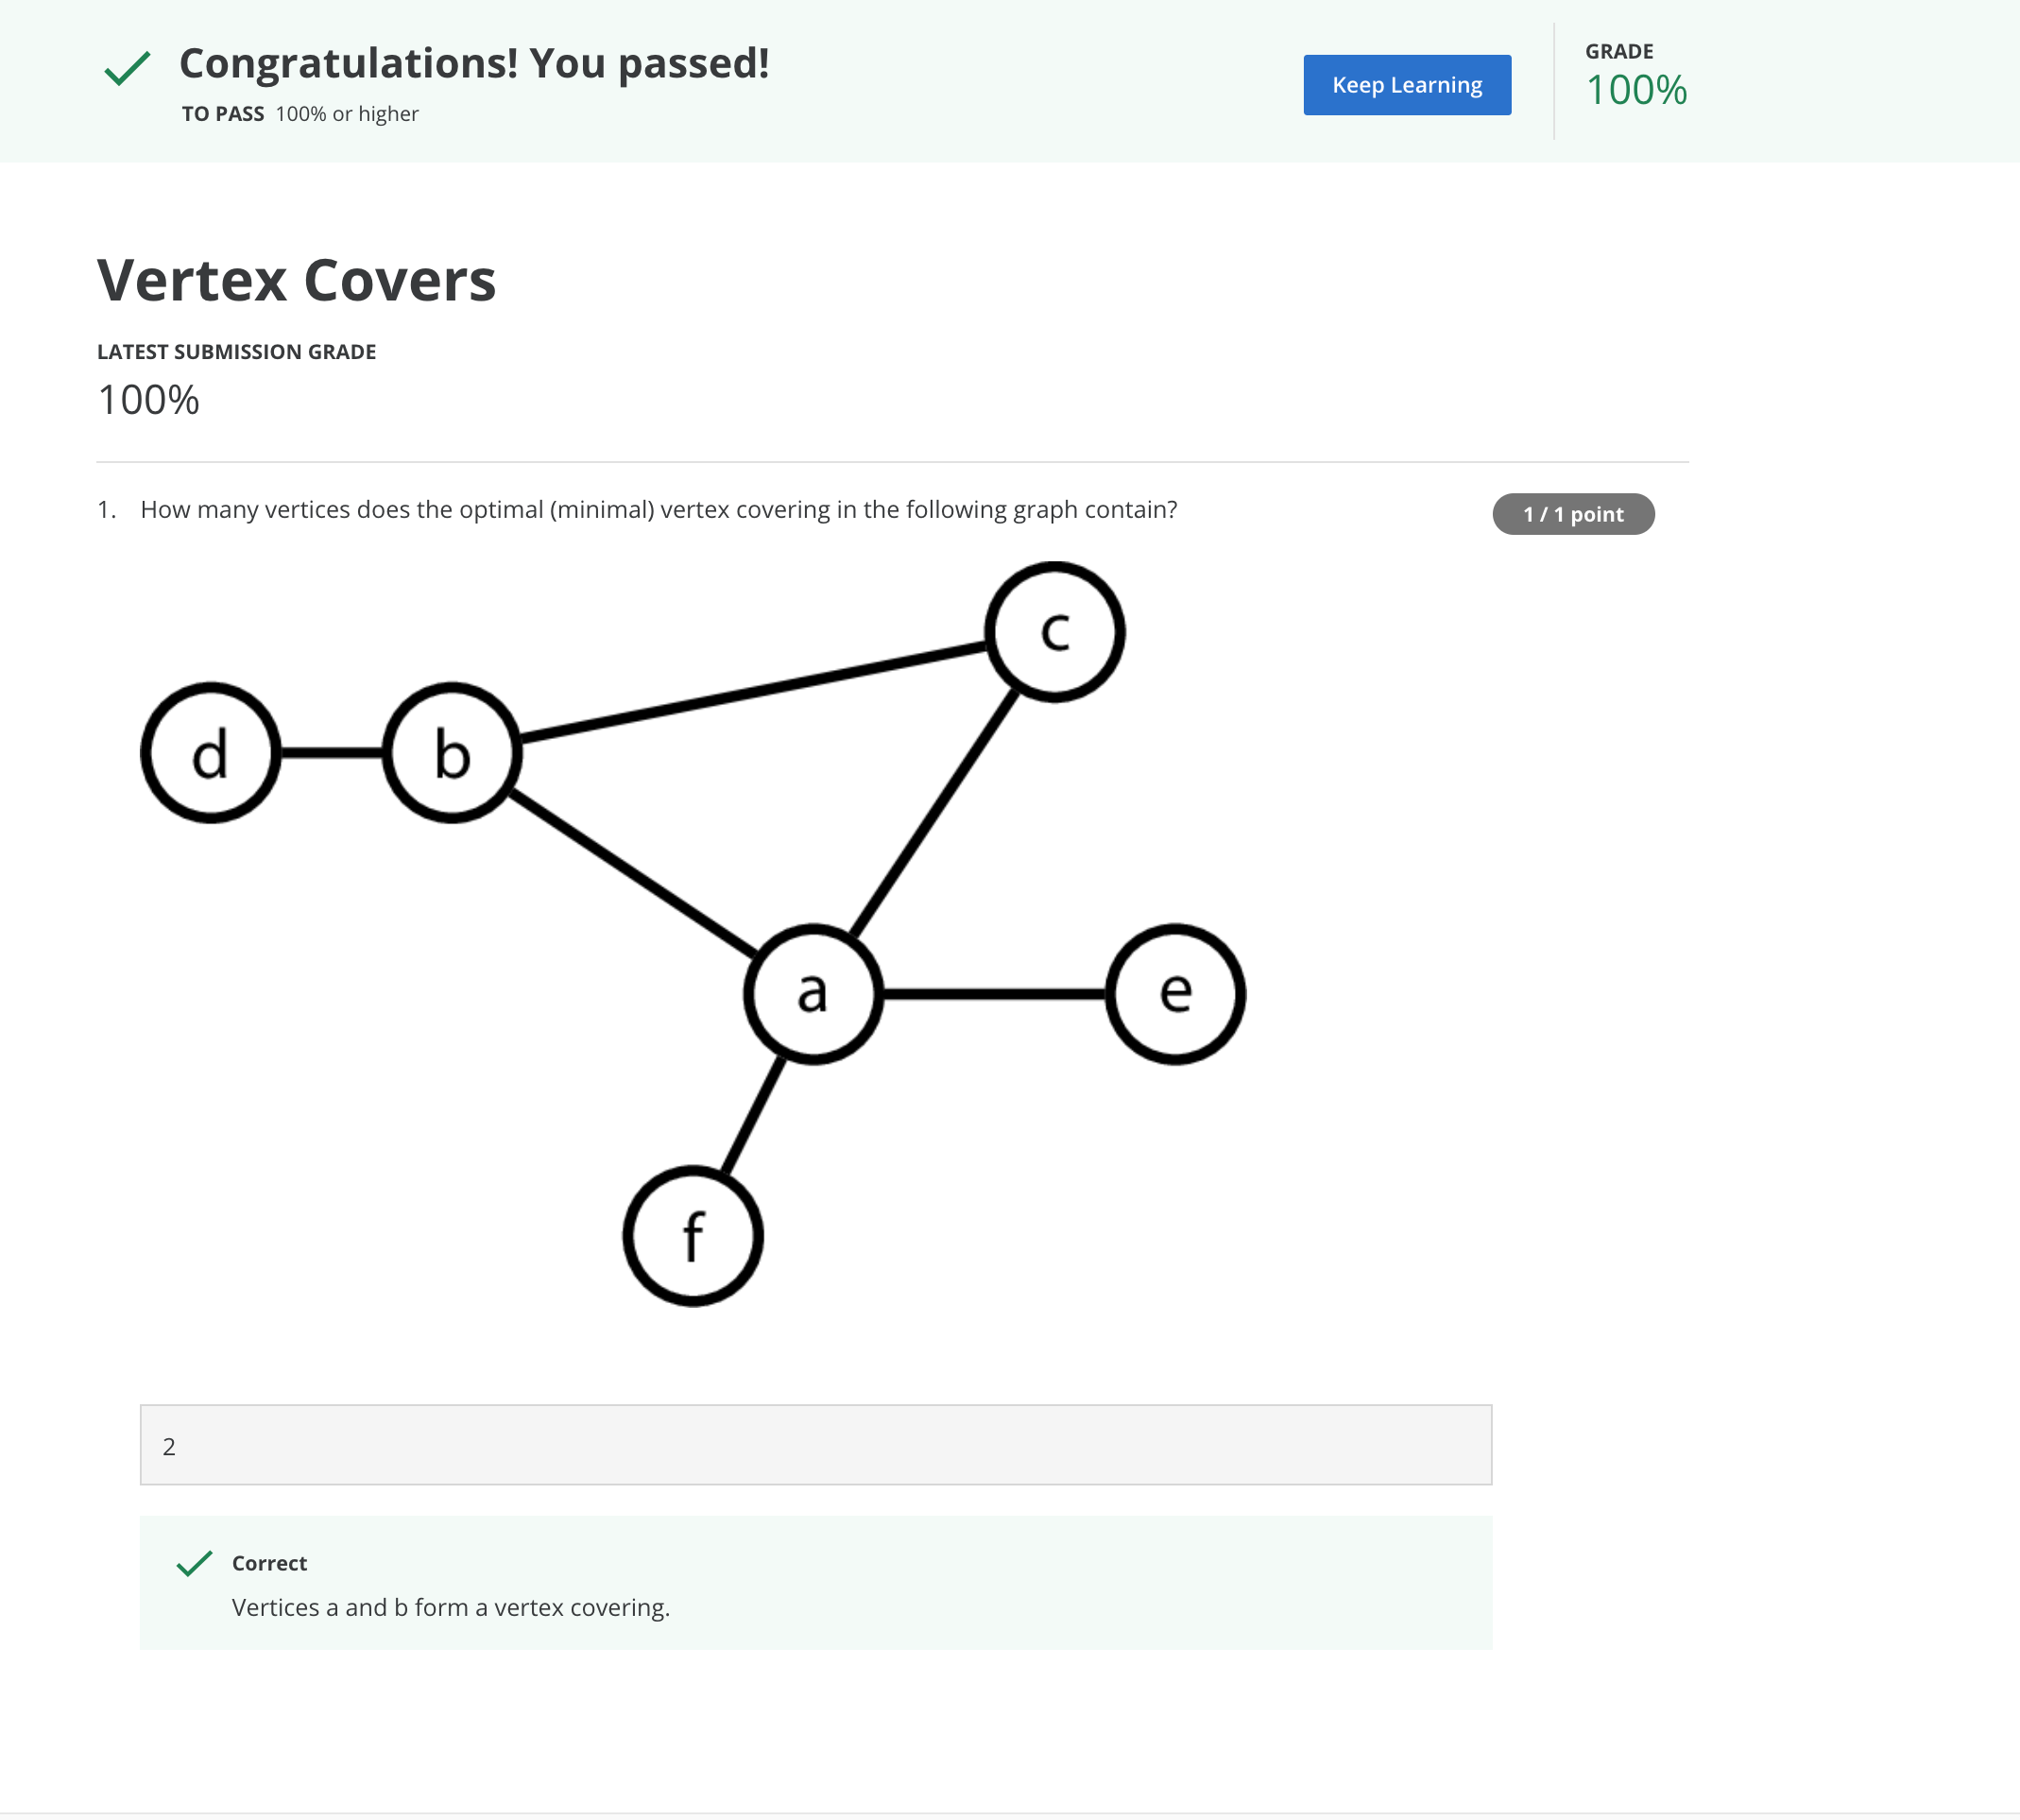 Congratulations! You passed!
TO PASS 100% or higher
Keep Learning
GRADE
100%
Vertex Covers
LATEST SUBMISSION GRADE
100%
1. How many vertices does the optimal (minimal) vertex covering in the following graph contain?
1 / 1 point
c
d
b
a
e
f
2
Correct
Vertices a and b form a vertex covering.